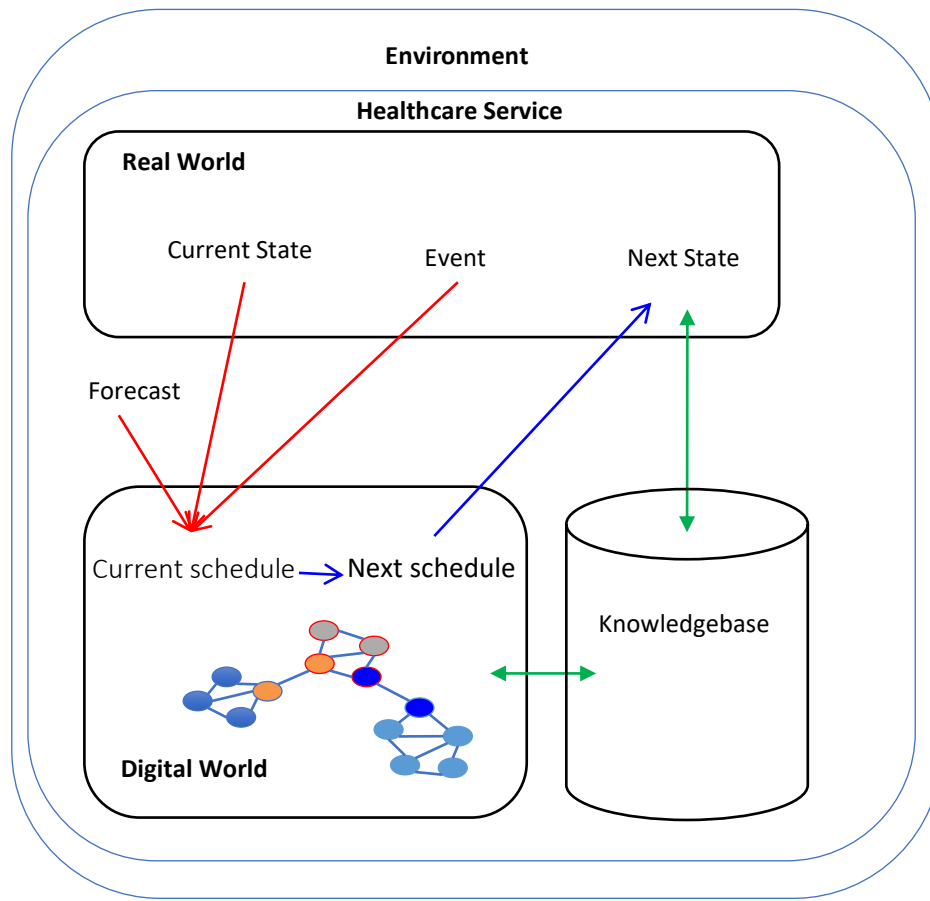 Environment
Healthcare Service
Real World
Current State
Event
Next State
Forecast
Current schedule
Next schedule
Knowledgebase
Digital World